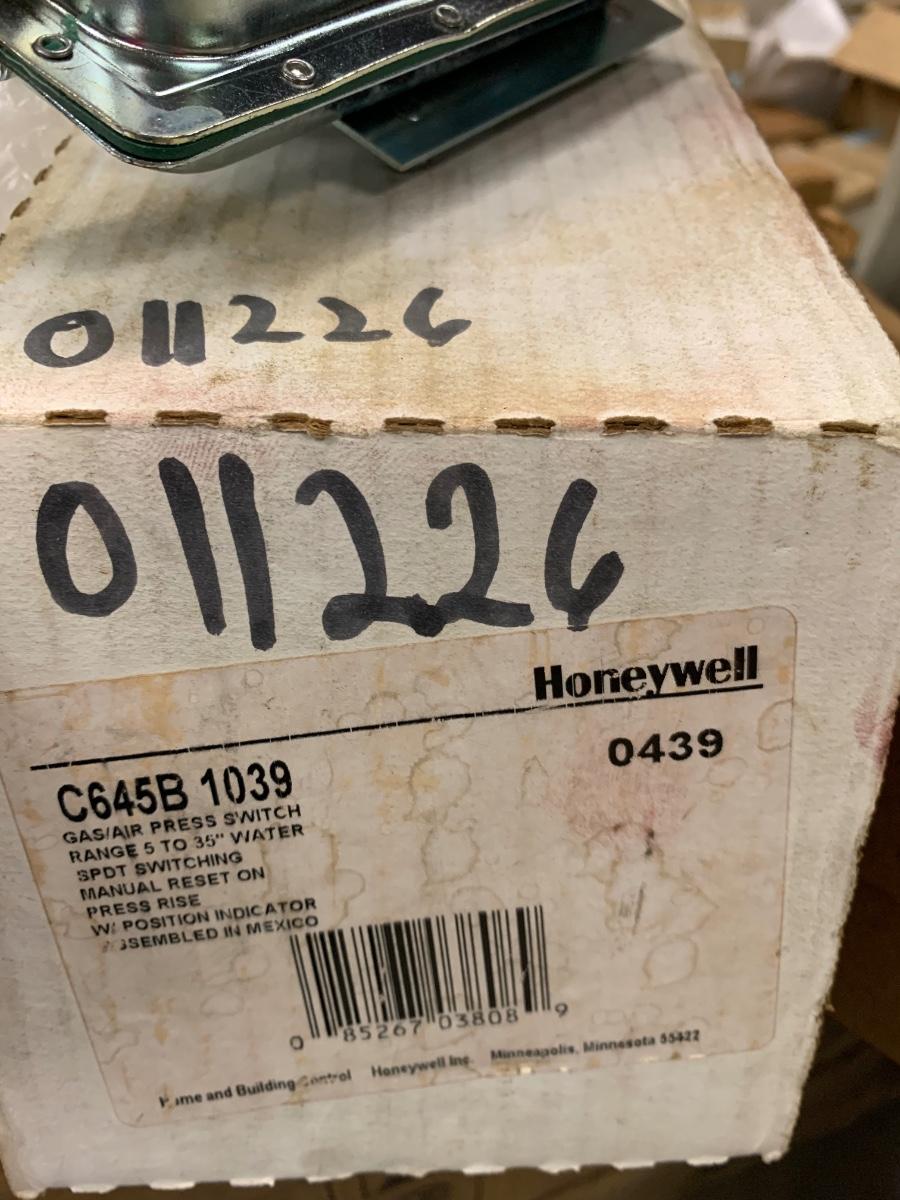 011226
011226
Honeywell
0439
C645B 1039
GAS/AIR PRESS SWITCH
RANGE 5 TO 35" WATER
SPDT SWITCHING
MANUAL RESET ON
PRESS RISE
W/ POSITION INDICATOR
ASSEMBLED IN MEXICO
0 85267 03808 9
Home and Building Control Honeywell Inc. Minneapolis, Minnesota 55422